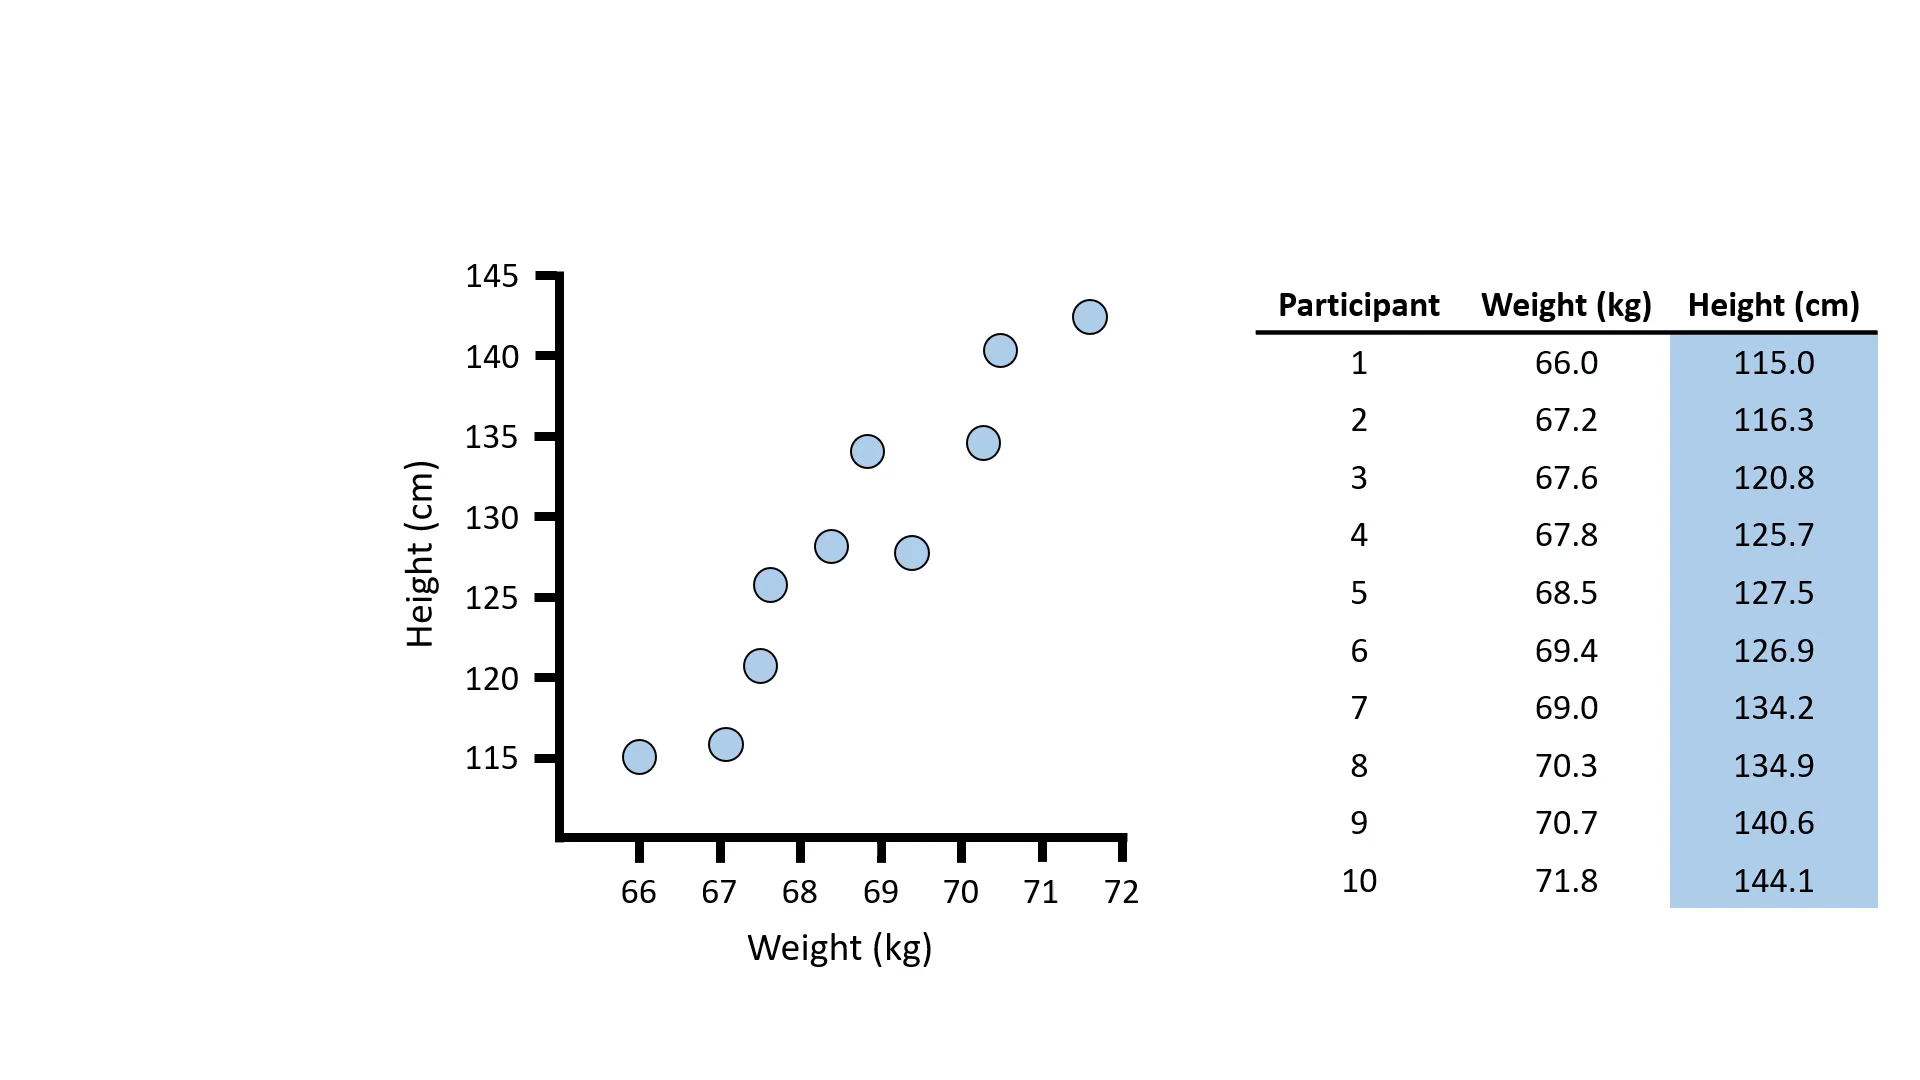 145
140
135
130
125
120
115
Height (cm)
66 67 68 69 70 71 72
Weight (kg)
Participant Weight (kg) Height (cm)
1 66.0 115.0
2 67.2 116.3
3 67.6 120.8
4 67.8 125.7
5 68.5 127.5
6 69.4 126.9
7 69.0 134.2
8 70.3 134.9
9 70.7 140.6
10 71.8 144.1